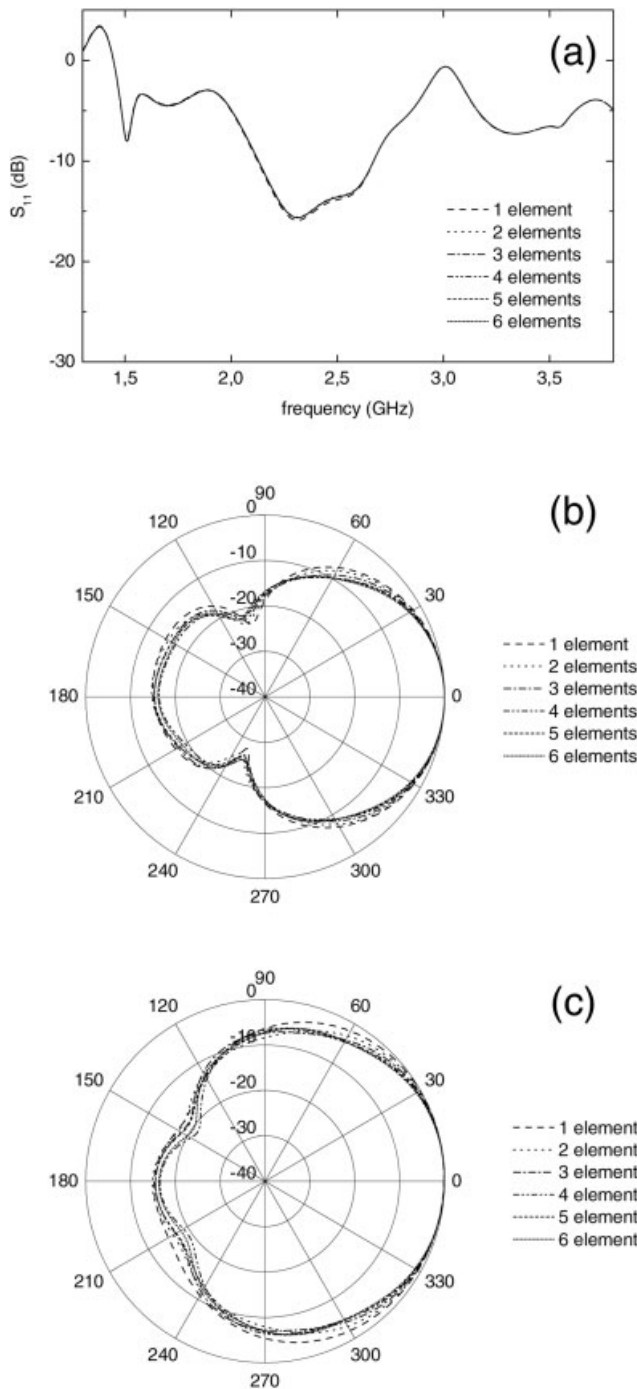 (a)
0
-10
-20
-30
S11 (dB)
1 element
2 elements
3 elements
4 elements
5 elements
6 elements
1,5 2,0 2,5 3,0 3,5
frequency (GHz)
(b)
90
0
120 60
-10
150 30
-20
-30
-40
180 0
210 330
240 300
270
1 element
2 elements
3 elements
4 elements
5 elements
6 elements
(c)
90
0
120 60
-10
150 30
-20
-30
-40
180 0
210 330
240 300
270
1 element
2 element
3 element
4 element
5 element
6 element